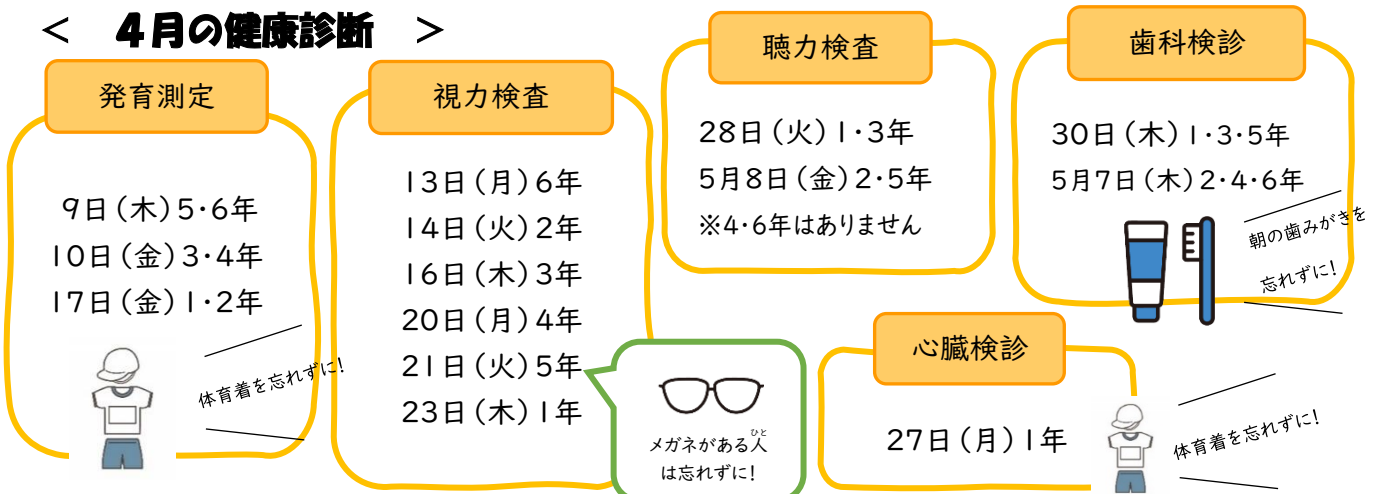 ＜　4月の健康診断　＞
発育測定
9日（木）5・6年
10日（金）3・4年
17日（金）1・2年
体育着を忘れずに！
視力検査
13日（月）6年
14日（火）2年
16日（木）3年
20日（月）4年
21日（火）5年
23日（木）1年
メガネがある人
ひと
は忘れずに！
聴力検査
28日（火）1・3年
5月8日（金）2・5年
※4・6年はありません
歯科検診
30日（木）1・3・5年
5月7日（木）2・4・6年
朝の歯みがきを
忘れずに！
心臓検診
27日（月）1年
体育着を忘れずに！